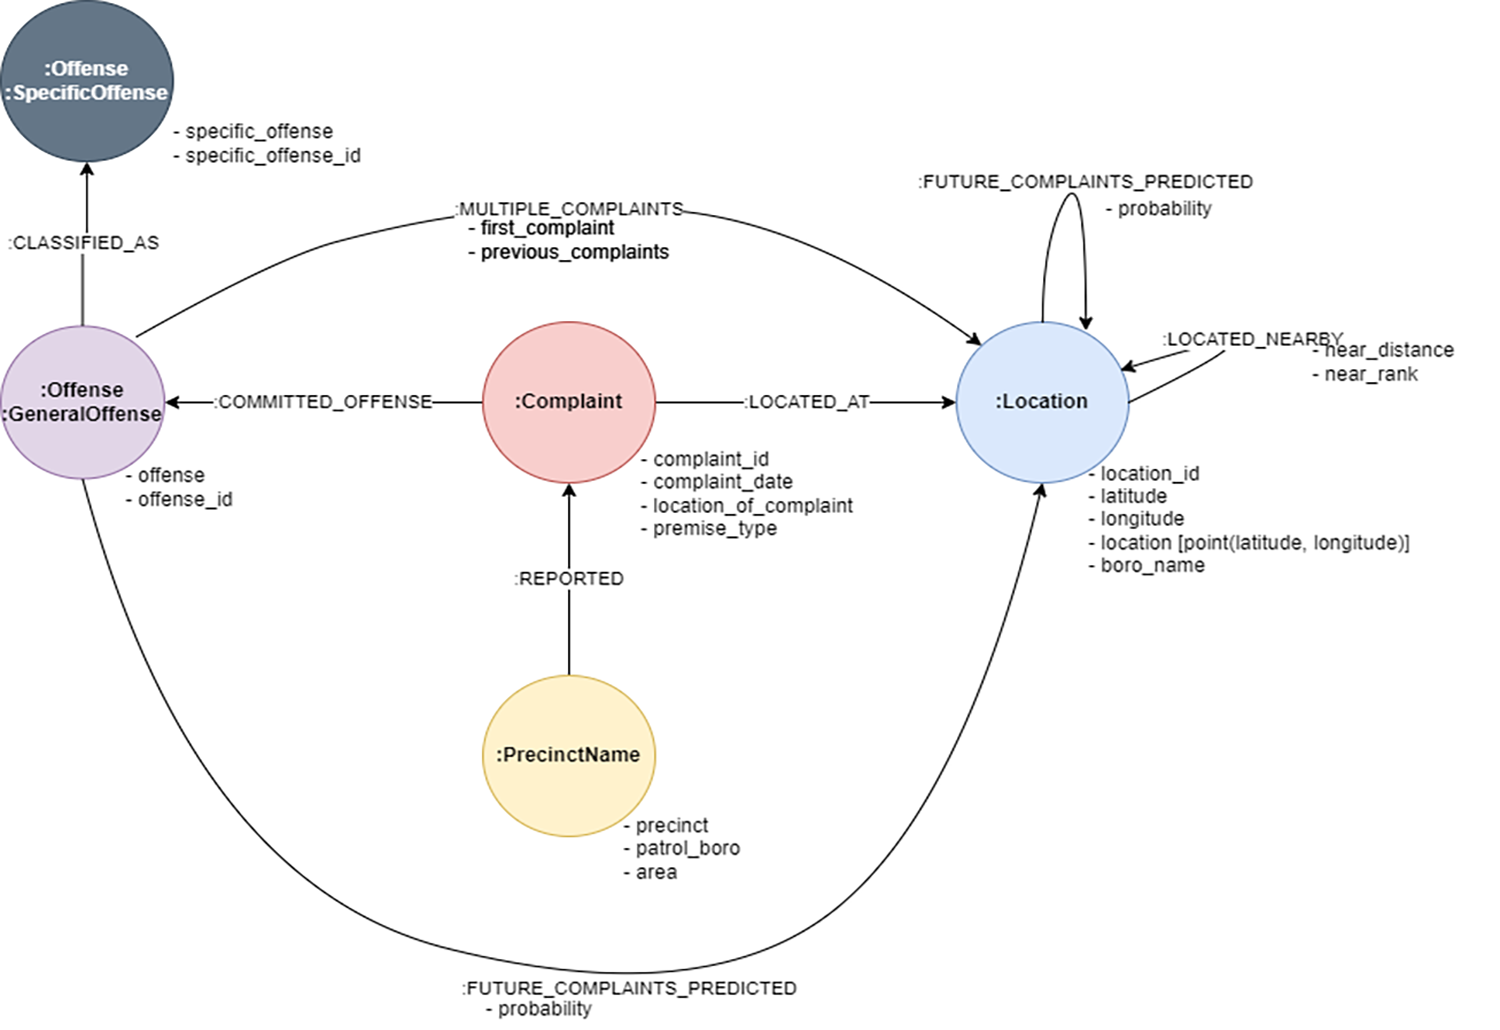 :Offense
:SpecificOffense
- specific_offense
- specific_offense_id
:CLASSIFIED_AS
:MULTIPLE_COMPLAINTS
- first_complaint
- previous_complaints
:FUTURE_COMPLAINTS_PREDICTED
- probability
:LOCATED_NEARBY
- near_distance
- near_rank
:Offense
:GeneralOffense
- offense
- offense_id
:COMMITTED_OFFENSE
:Complaint
- complaint_id
- complaint_date
- location_of_complaint
- premise_type
:LOCATED_AT
:Location
- location_id
- latitude
- longitude
- location [point(latitude, longitude)]
- boro_name
:REPORTED
:PrecinctName
- precinct
- patrol_boro
- area
:FUTURE_COMPLAINTS_PREDICTED
- probability